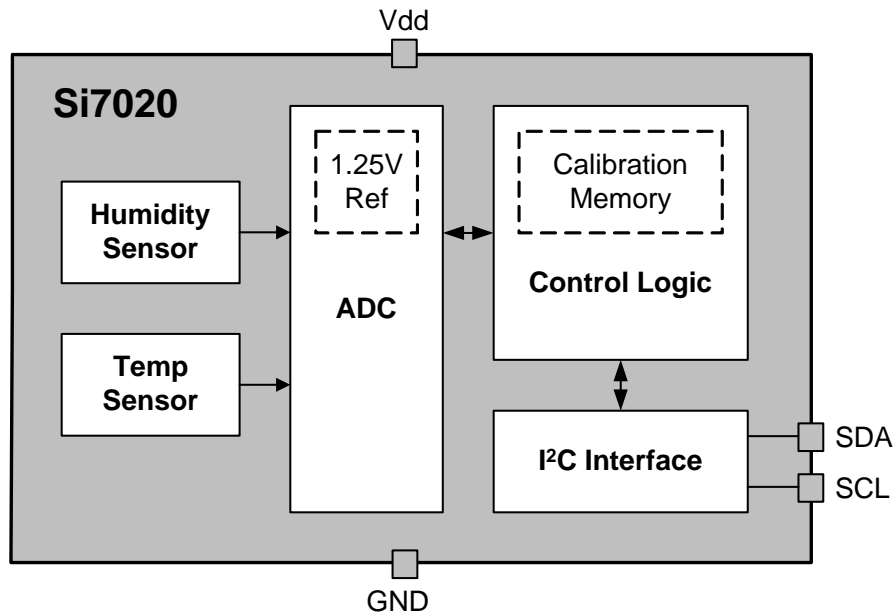 Vdd
Si7020
1.25V
Ref
Calibration
Memory
Humidity
Sensor
ADC
Control Logic
Temp
Sensor
I²C Interface
SDA
SCL
GND